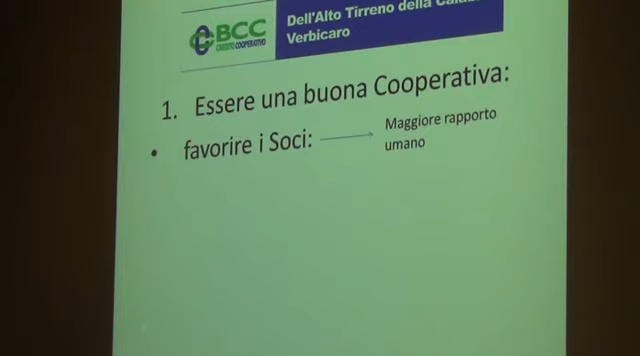 BCC
CREDITO COOPERATIVO
Dell'Alto Tirreno della
Verbicaro
1. Essere una buona Cooperativa:
• favorire i Soci:
Maggiore rapporto
umano